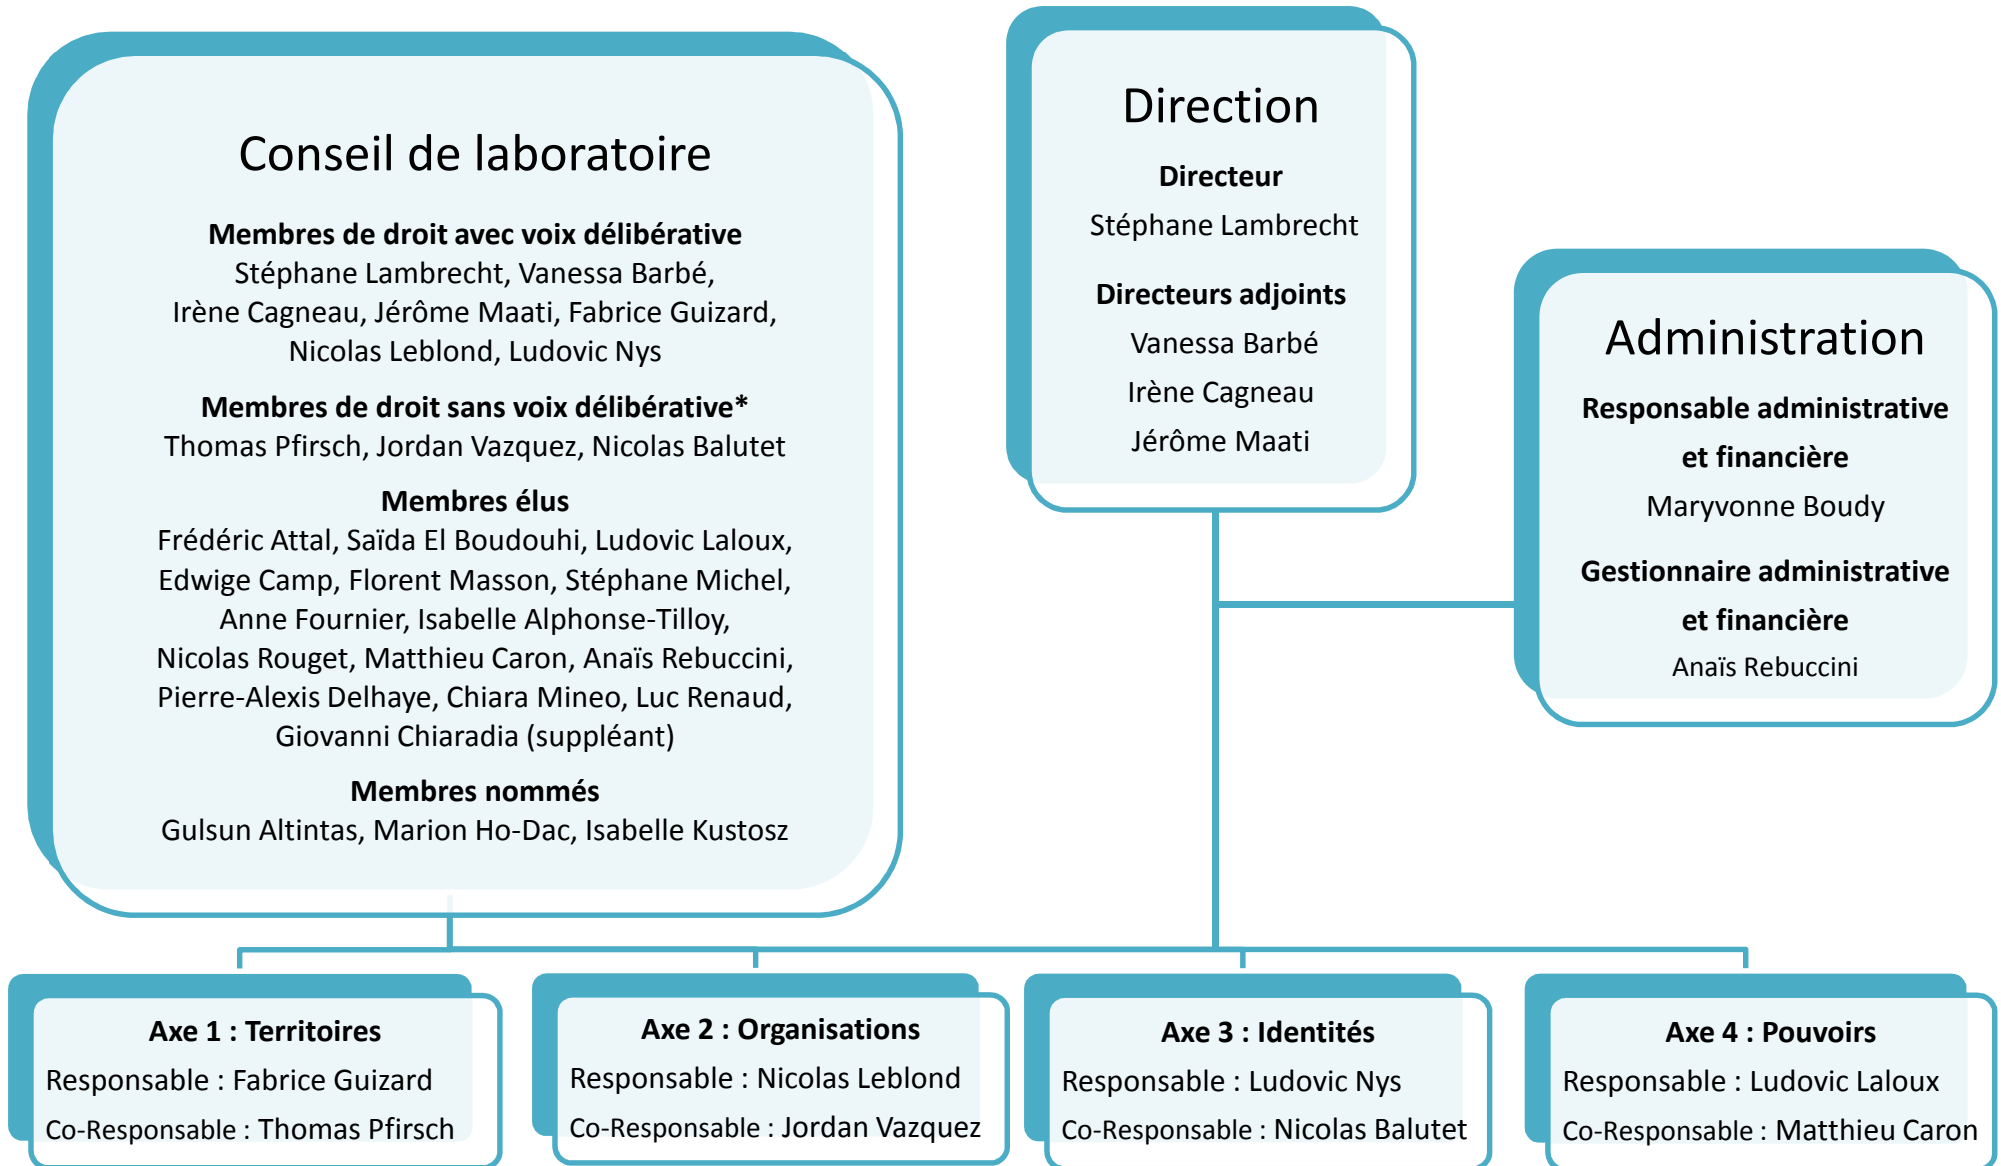 Conseil de laboratoire
Membres de droit avec voix délibérative
Stéphane Lambrecht, Vanessa Barbé,
Irène Cagneau, Jérôme Maati, Fabrice Guizard,
Nicolas Leblond, Ludovic Nys
Membres de droit sans voix délibérative*
Thomas Pfirsch, Jordan Vazquez, Nicolas Balutet
Membres élus
Frédéric Attal, Saïda El Boudouhi, Ludovic Laloux,
Edwige Camp, Florent Masson, Stéphane Michel,
Anne Fournier, Isabelle Alphonse-Tilloy,
Nicolas Rouget, Matthieu Caron, Anaïs Rebuccini,
Pierre-Alexis Delhaye, Chiara Mineo, Luc Renaud,
Giovanni Chiaradia (suppléant)
Membres nommés
Gulsun Altintas, Marion Ho-Dac, Isabelle Kustosz
Direction
Directeur
Stéphane Lambrecht
Directeurs adjoints
Vanessa Barbé
Irène Cagneau
Jérôme Maati
Administration
Responsable administrative
et financière
Maryvonne Boudy
Gestionnaire administrative
et financière
Anaïs Rebuccini
Axe 1 : Territoires
Responsable : Fabrice Guizard
Co-Responsable : Thomas Pfirsch
Axe 2 : Organisations
Responsable : Nicolas Leblond
Co-Responsable : Jordan Vazquez
Axe 3 : Identités
Responsable : Ludovic Nys
Co-Responsable : Nicolas Balutet
Axe 4 : Pouvoirs
Responsable : Ludovic Laloux
Co-Responsable : Matthieu Caron